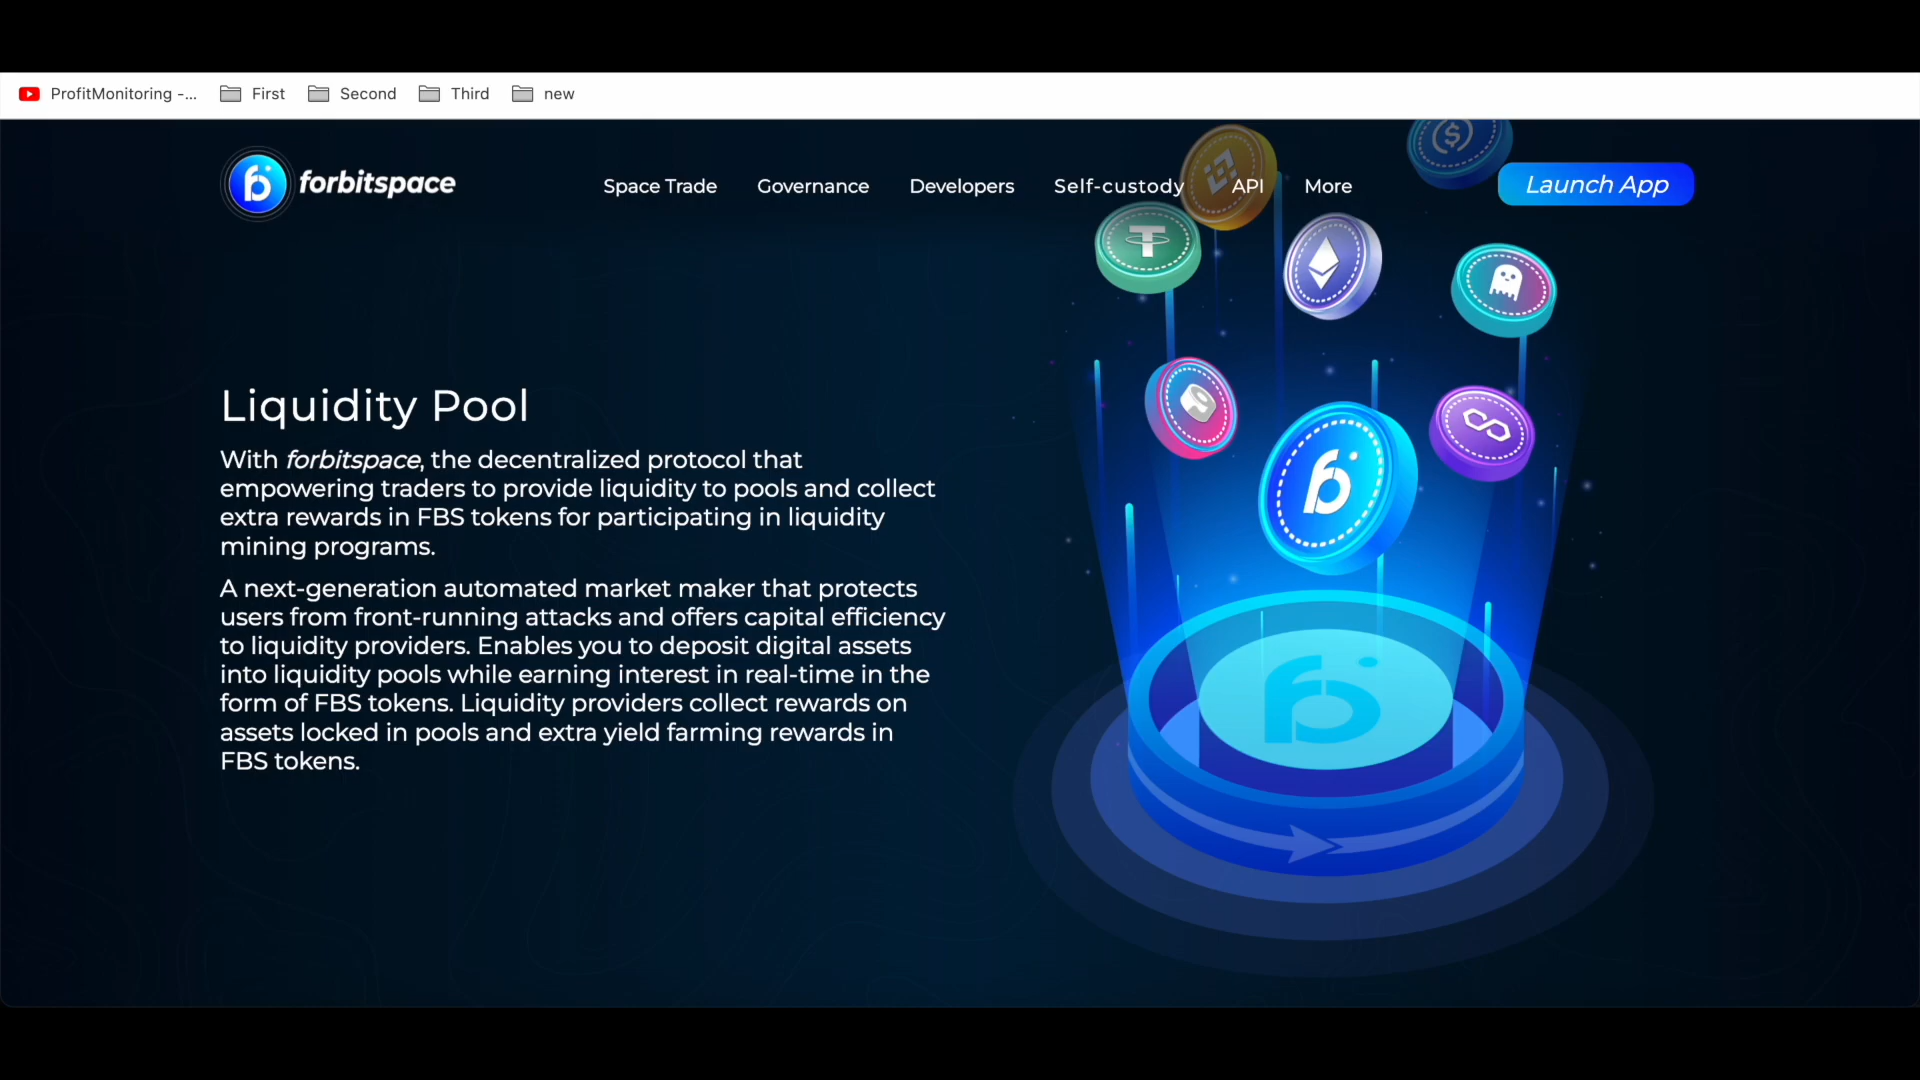 ProfitMonitoring -...
First
Second
Third
new
forbitspace
Space Trade
Governance
Developers
Self-custody
API
More
Launch App
Liquidity Pool
With forbitspace, the decentralized protocol that
empowering traders to provide liquidity to pools and collect
extra rewards in FBS tokens for participating in liquidity
mining programs.
A next-generation automated market maker that protects
users from front-running attacks and offers capital efficiency
to liquidity providers. Enables you to deposit digital assets
into liquidity pools while earning interest in real-time in the
form of FBS tokens. Liquidity providers collect rewards on
assets locked in pools and extra yield farming rewards in
FBS tokens.